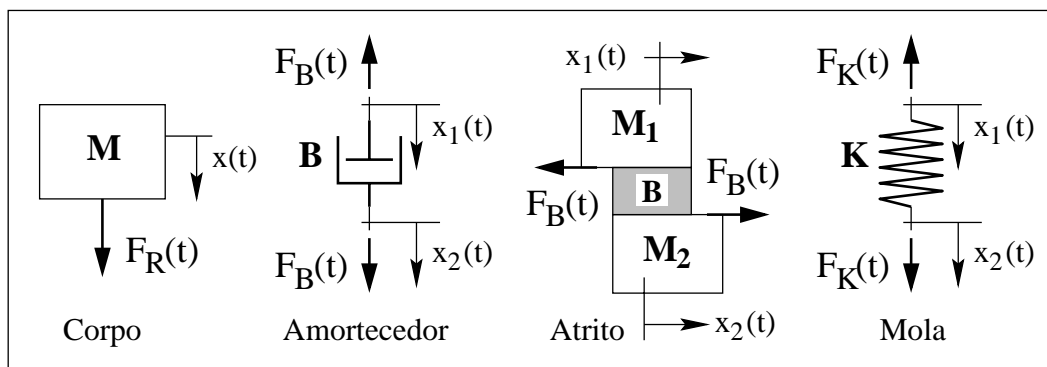 M
x(t)
F_R(t)
Corpo
F_B(t)
x_1(t)
B
x_2(t)
F_B(t)
Amortecedor
x_1(t)
M_1
B
F_B(t)
F_B(t)
M_2
x_2(t)
Atrito
F_K(t)
x_1(t)
K
x_2(t)
F_K(t)
Mola